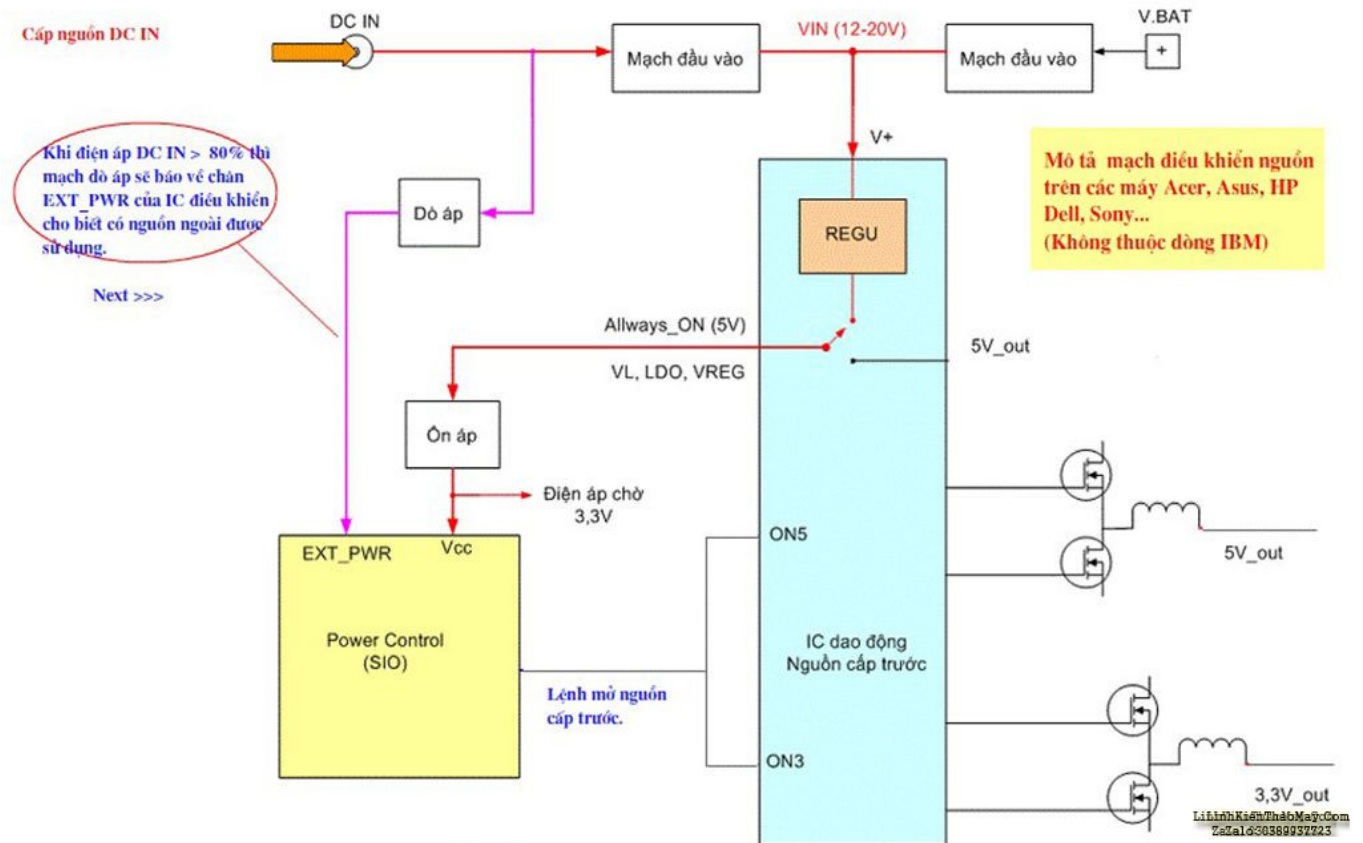 Cấp nguồn DC IN
DC IN
Mạch đầu vào
VIN (12-20V)
Mạch đầu vào
V.BAT
+
V+
Khi điện áp DC IN > 80% thì
mạch dò áp sẽ báo về chân
EXT_PWR của IC điều khiển
cho biết có nguồn ngoài được
sử dụng.
Next >>>
Dò áp
REGU
Mô tả mạch điều khiển nguồn
trên các máy Acer, Asus, HP
Dell, Sony...
(Không thuộc dòng IBM)
Allways_ON (5V)
VL, LDO, VREG
5V_out
Ôn áp
Điện áp chờ
3,3V
EXT_PWR
Vcc
Power Control
(SIO)
Lệnh mở nguồn
cấp trước.
ON5
IC dao động
Nguồn cấp trước
ON3
5V_out
3,3V_out